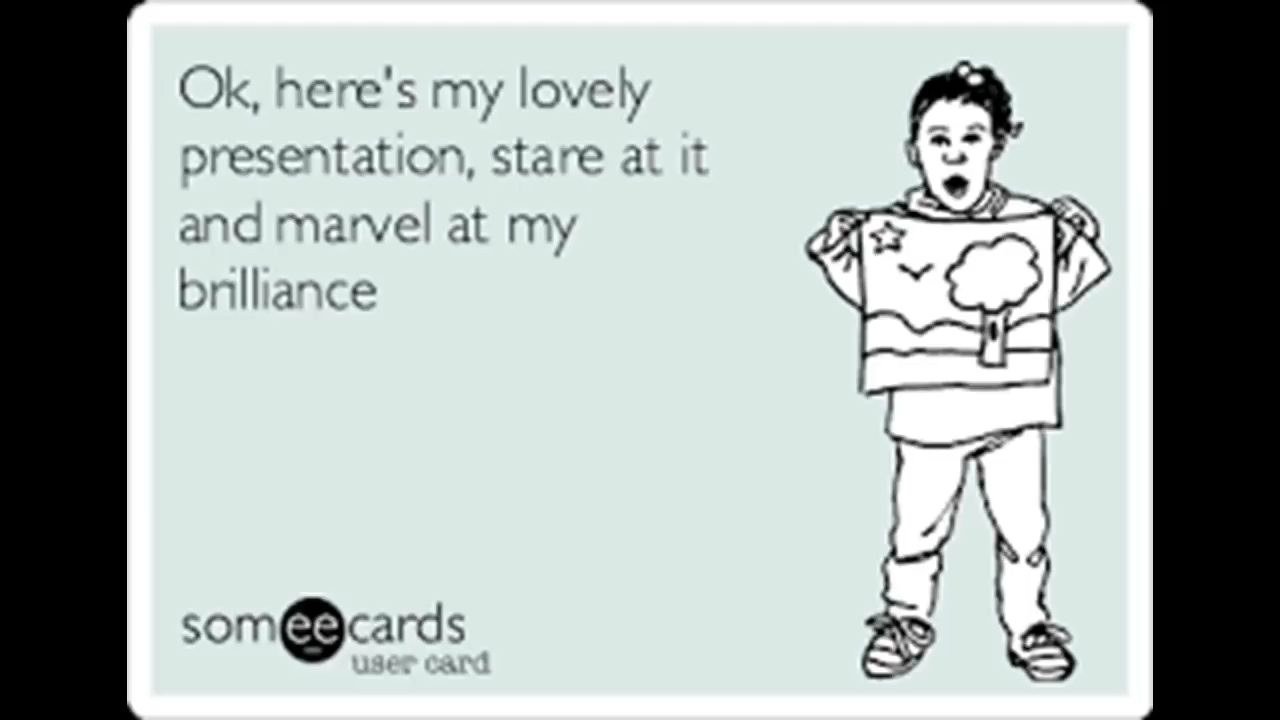 Ok, here's my lovely
presentation, stare at it
and marvel at my
brilliance
someecards
user card